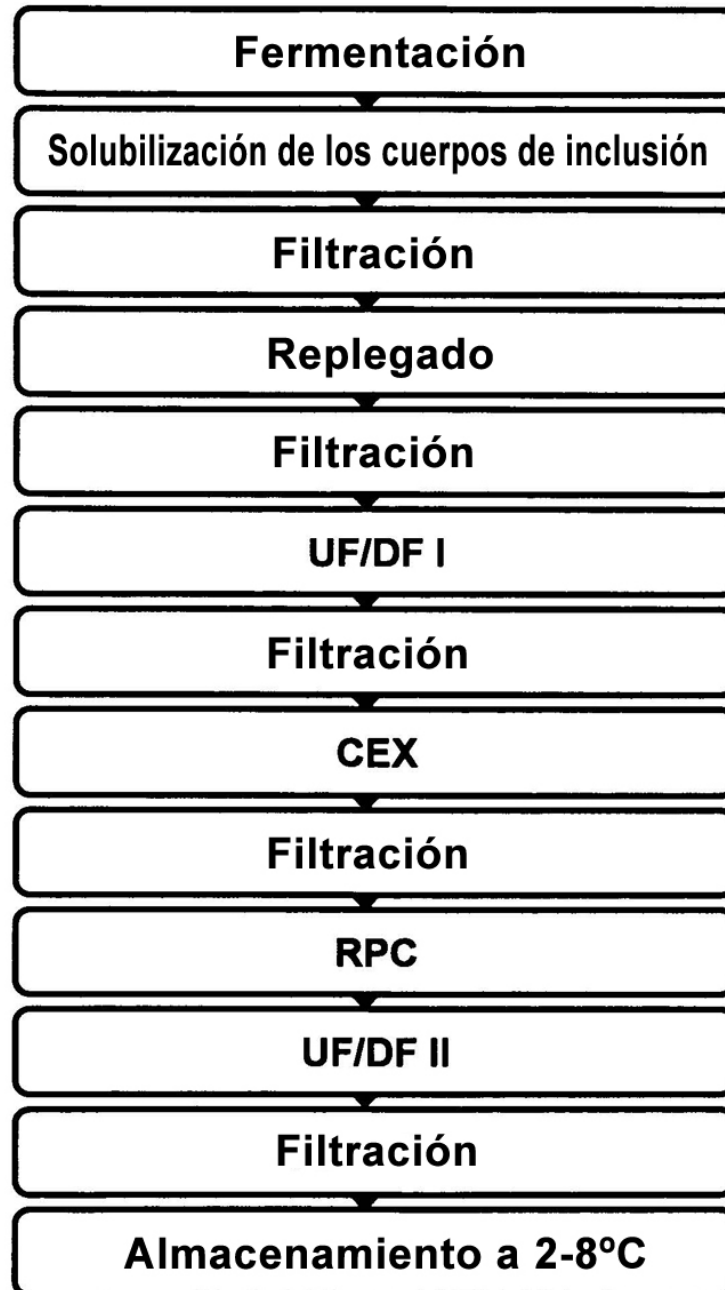 Fermentación
Solubilización de los cuerpos de inclusión
Filtración
Replegado
Filtración
UF/DF I
Filtración
CEX
Filtración
RPC
UF/DF II
Filtración
Almacenamiento a 2-8ºC